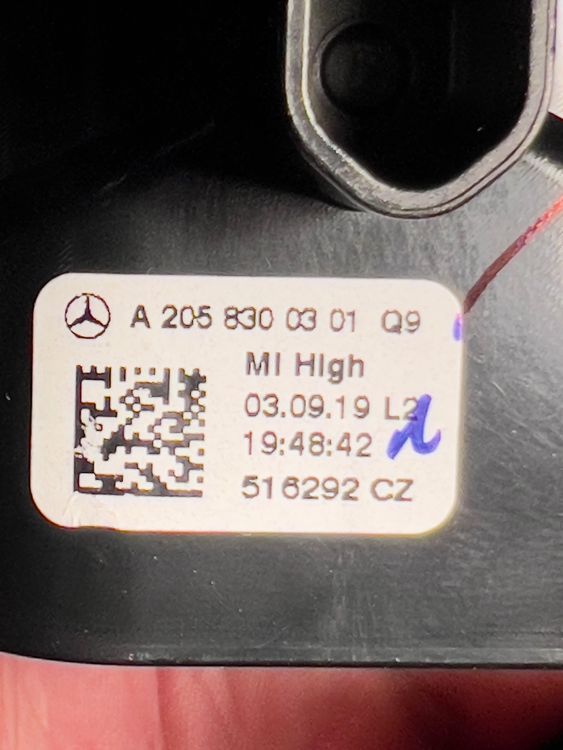 A 205 830 03 01 Q9
MI High
03.09.19 L2
19:48:42
516292 CZ